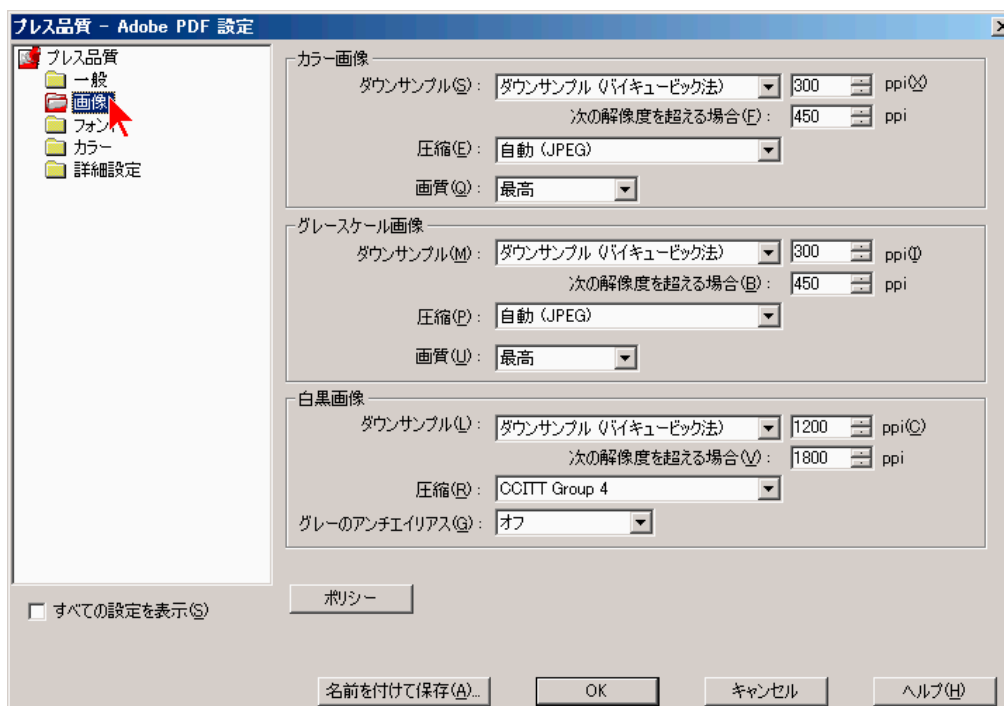 プレス品質 - Adobe PDF 設定
プレス品質
一般
画像
フォント
カラー
詳細設定
すべての設定を表示(S)
カラー画像
ダウンサンプル(S): ダウンサンプル (バイキュービック法) 300 ppi(X)
次の解像度を超える場合(F): 450 ppi
圧縮(E): 自動 (JPEG)
画質(Q): 最高
グレースケール画像
ダウンサンプル(M): ダウンサンプル (バイキュービック法) 300 ppi(I)
次の解像度を超える場合(B): 450 ppi
圧縮(P): 自動 (JPEG)
画質(U): 最高
白黒画像
ダウンサンプル(L): ダウンサンプル (バイキュービック法) 1200 ppi(C)
次の解像度を超える場合(V): 1800 ppi
圧縮(R): CCITT Group 4
グレーのアンチエイリアス(G): オフ
ポリシー
名前を付けて保存(A)... OK キャンセル ヘルプ(H)